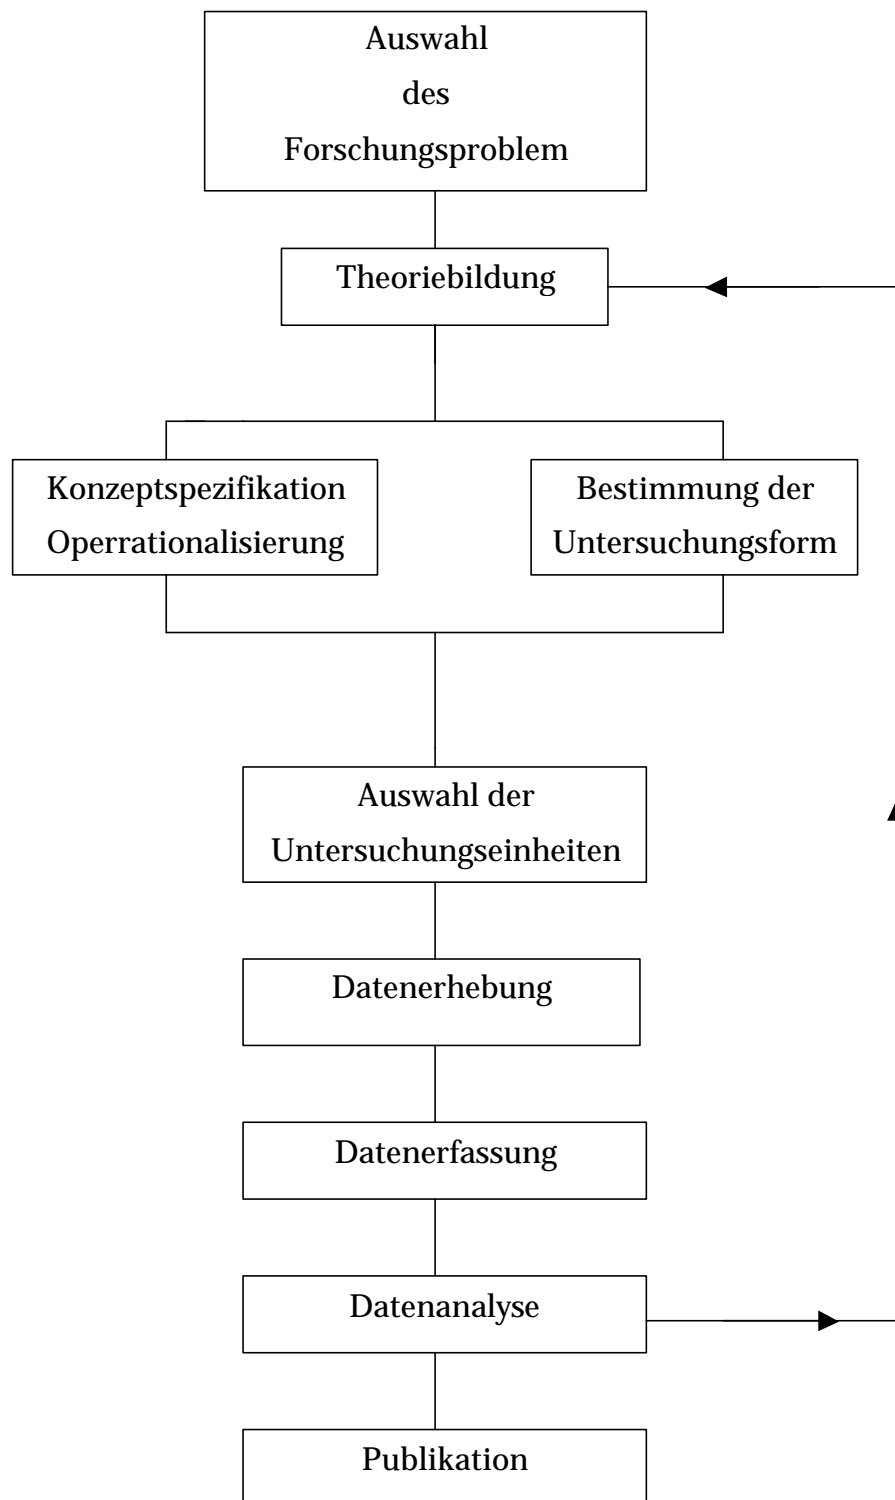 Auswahl
des
Forschungsproblem
Theoriebildung
Konzeptspezifikation
Operrationalisierung
Bestimmung der
Untersuchungsform
Auswahl der
Untersuchungseinheiten
Datenerhebung
Datenerfassung
Datenanalyse
Publikation